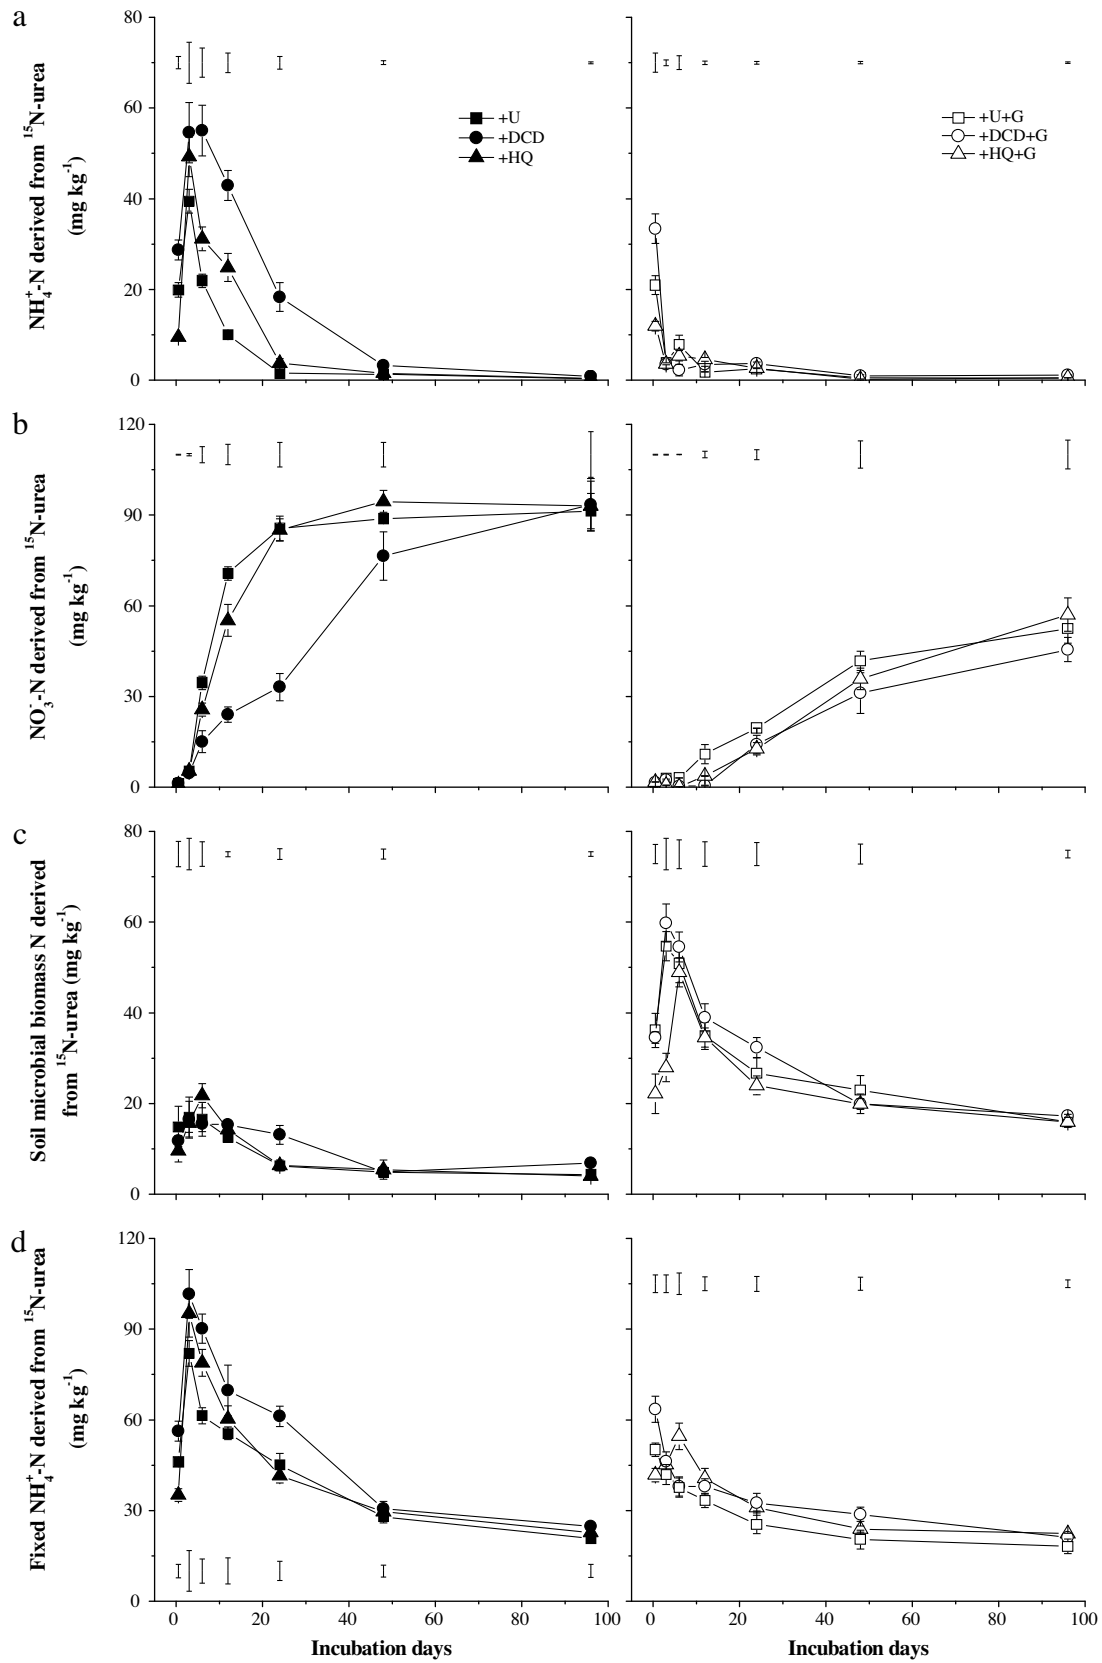 a
NH₄⁺-N derived from ¹⁵N-urea
(mg kg⁻¹)
80
60
40
20
0
+U
+DCD
+HQ
+U+G
+DCD+G
+HQ+G
b
NO₃⁻-N derived from ¹⁵N-urea
(mg kg⁻¹)
120
90
60
30
0
c
Soil microbial biomass N derived
from ¹⁵N-urea (mg kg⁻¹)
80
60
40
20
0
d
Fixed NH₄⁺-N derived from ¹⁵N-urea
(mg kg⁻¹)
120
90
60
30
0
0 20 40 60 80 100
0 20 40 60 80 100
Incubation days
Incubation days